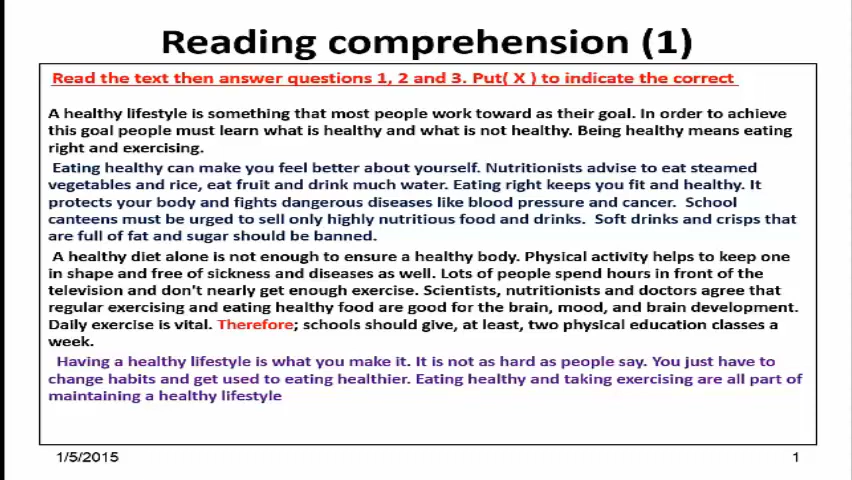 Reading comprehension (1)
Read the text then answer questions 1, 2 and 3. Put( X ) to indicate the correct
A healthy lifestyle is something that most people work toward as their goal. In order to achieve
this goal people must learn what is healthy and what is not healthy. Being healthy means eating
right and exercising.
Eating healthy can make you feel better about yourself. Nutritionists advise to eat steamed
vegetables and rice, eat fruit and drink much water. Eating right keeps you fit and healthy. It
protects your body and fights dangerous diseases like blood pressure and cancer. School
canteens must be urged to sell only highly nutritious food and drinks. Soft drinks and crisps that
are full of fat and sugar should be banned.
A healthy diet alone is not enough to ensure a healthy body. Physical activity helps to keep one
in shape and free of sickness and diseases as well. Lots of people spend hours in front of the
television and don't nearly get enough exercise. Scientists, nutritionists and doctors agree that
regular exercising and eating healthy food are good for the brain, mood, and brain development.
Daily exercise is vital. Therefore; schools should give, at least, two physical education classes a
week.
Having a healthy lifestyle is what you make it. It is not as hard as people say. You just have to
change habits and get used to eating healthier. Eating healthy and taking exercising are all part of
maintaining a healthy lifestyle
1/5/2015
1